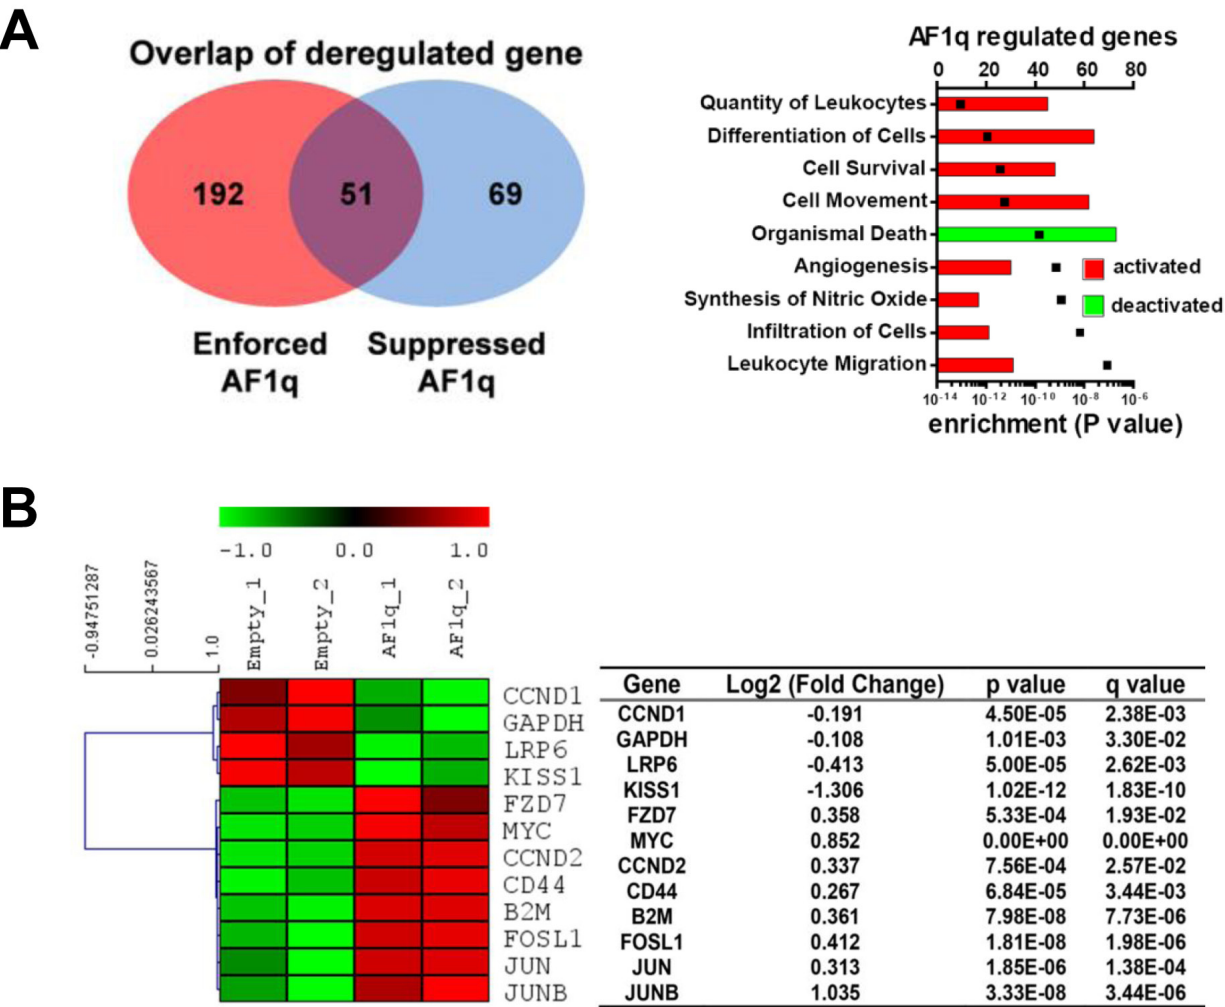 A
Overlap of deregulated gene
192
51
69
Enforced
AF1q
Suppressed
AF1q
AF1q regulated genes
0 20 40 60 80
Quantity of Leukocytes
Differentiation of Cells
Cell Survival
Cell Movement
Organismal Death
Angiogenesis
Synthesis of Nitric Oxide
Infiltration of Cells
Leukocyte Migration
activated
deactivated
10-14 10-12 10-10 10-8 10-6
enrichment (P value)
B
-1.0 0.0 1.0
-0.94751287
0.026243567
1.0
Empty_1
Empty_2
AF1q_1
AF1q_2
CCND1
GAPDH
LRP6
KISS1
FZD7
MYC
CCND2
CD44
B2M
FOSL1
JUN
JUNB
Gene Log2 (Fold Change) p value q value
CCND1 -0.191 4.50E-05 2.38E-03
GAPDH -0.108 1.01E-03 3.30E-02
LRP6 -0.413 5.00E-05 2.62E-03
KISS1 -1.306 1.02E-12 1.83E-10
FZD7 0.358 5.33E-04 1.93E-02
MYC 0.852 0.00E+00 0.00E+00
CCND2 0.337 7.56E-04 2.57E-02
CD44 0.267 6.84E-05 3.44E-03
B2M 0.361 7.98E-08 7.73E-06
FOSL1 0.412 1.81E-08 1.98E-06
JUN 0.313 1.85E-06 1.38E-04
JUNB 1.035 3.33E-08 3.44E-06